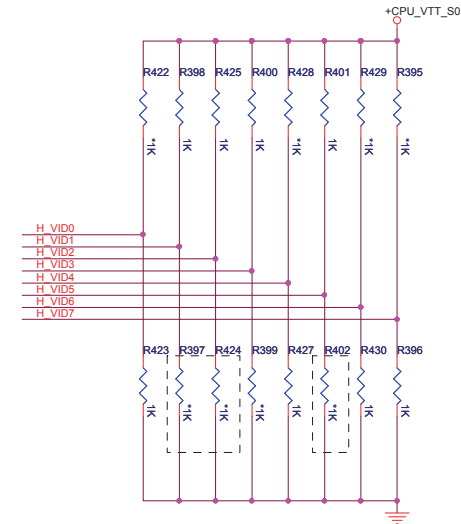 +CPU_VTT_S0
R422 R398 R425 R400 R428 R401 R429 R395
*1K 1K 1K 1K *1K 1K *1K *1K
H_VID0
H_VID1
H_VID2
H_VID3
H_VID4
H_VID5
H_VID6
H_VID7
R423 R397 R424 R399 R427 R402 R430 R396
1K *1K *1K *1K 1K *1K 1K 1K